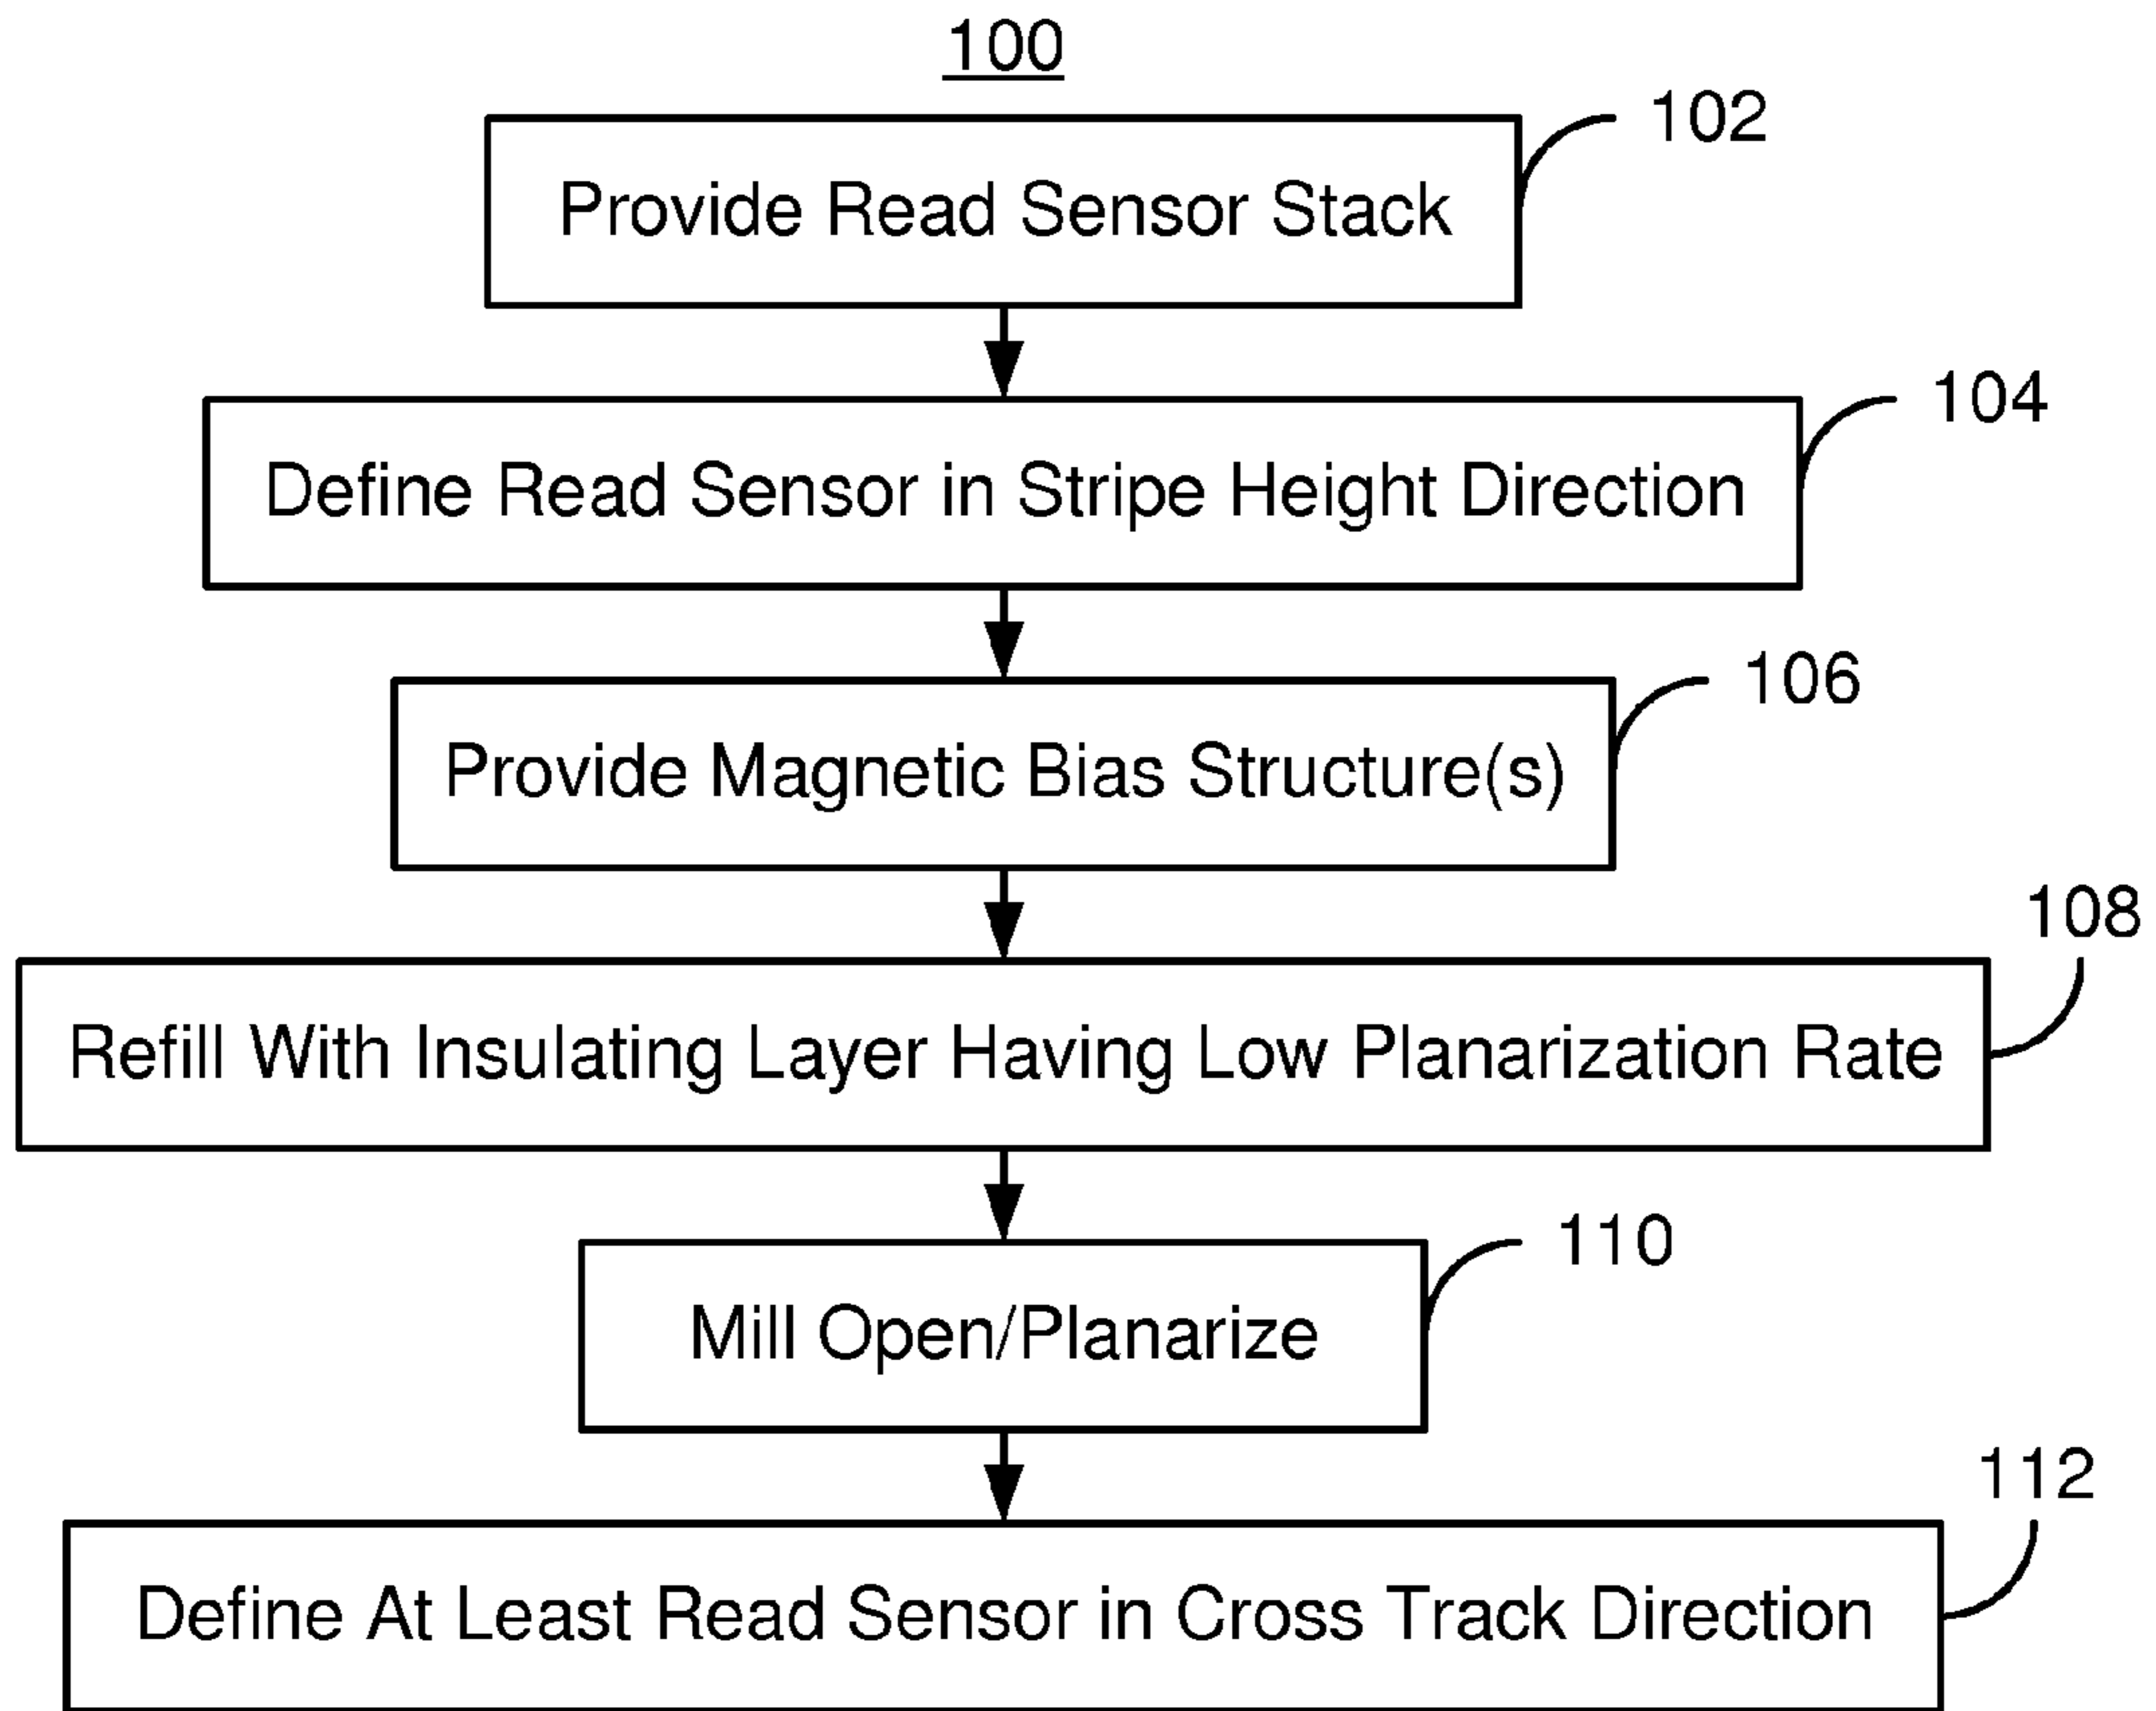 100
Provide Read Sensor Stack
102
Define Read Sensor in Stripe Height Direction
104
Provide Magnetic Bias Structure(s)
106
Refill With Insulating Layer Having Low Planarization Rate
108
Mill Open/Planarize
110
Define At Least Read Sensor in Cross Track Direction
112